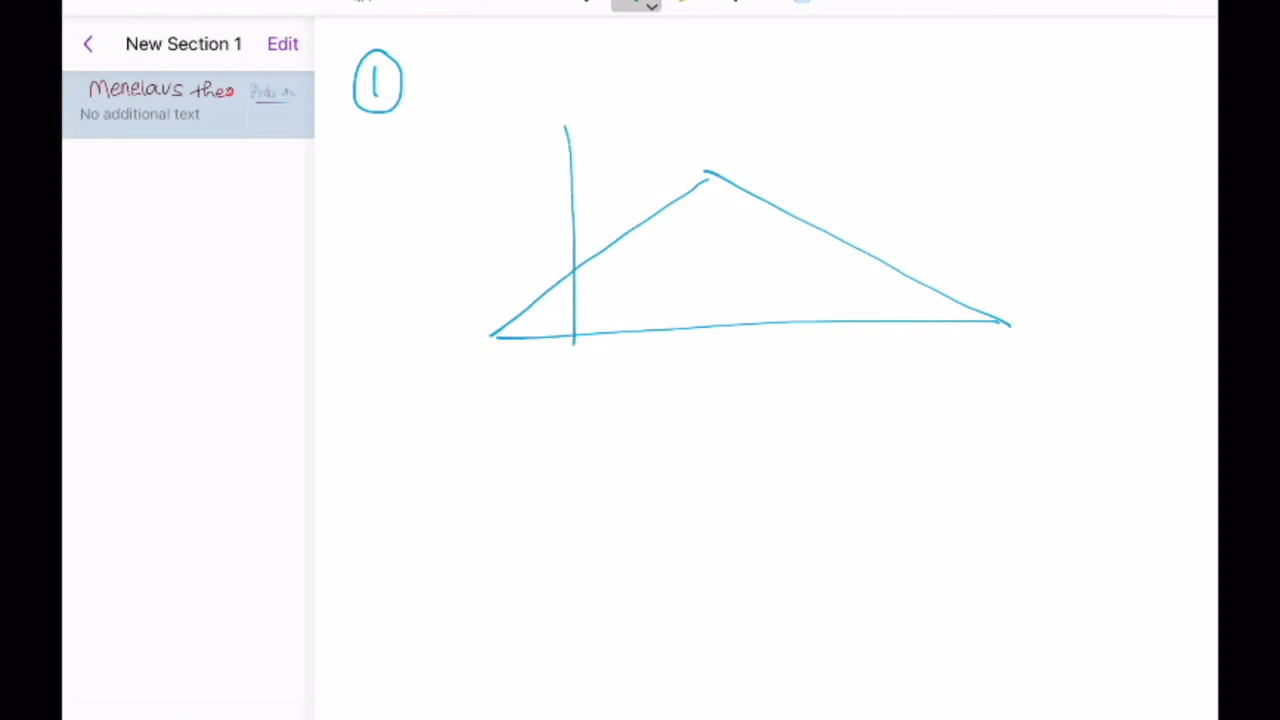 New Section 1 Edit
Menelaus theo
No additional text
1